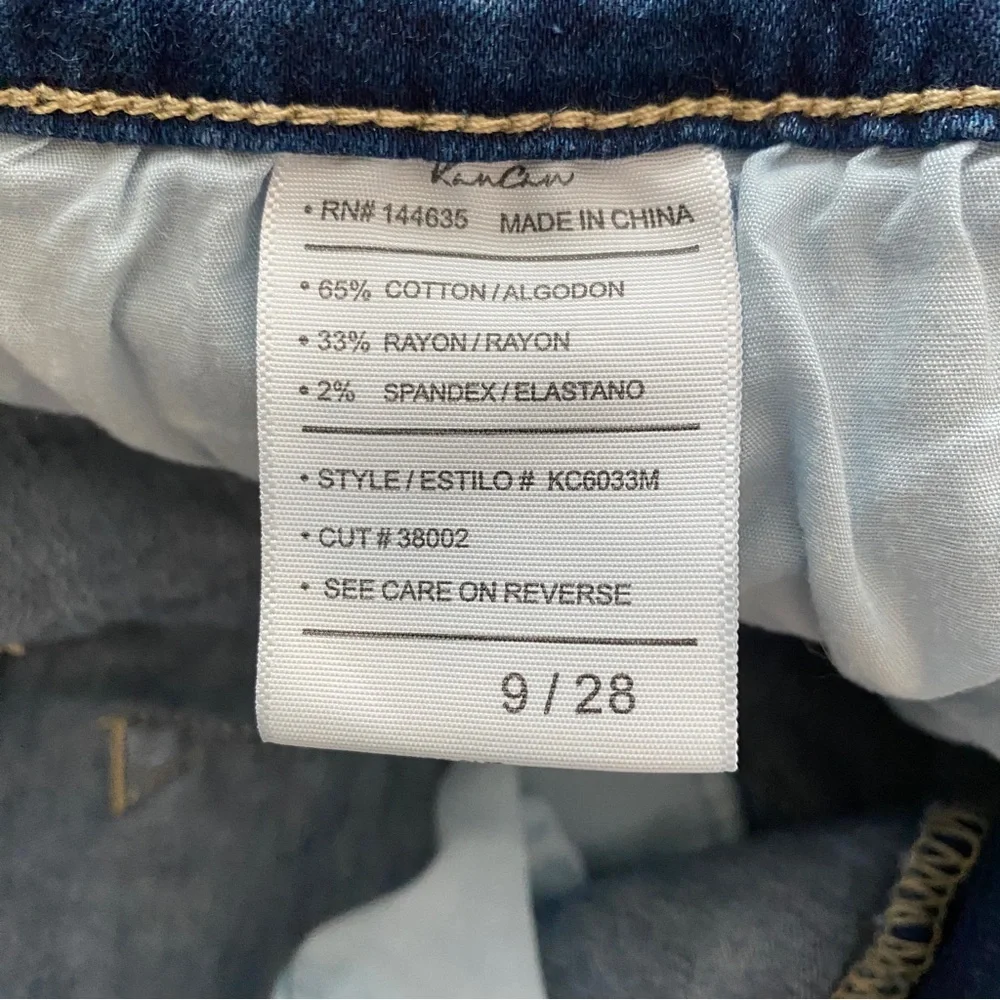 KanCan
• RN# 144635 MADE IN CHINA
• 65% COTTON / ALGODON
• 33% RAYON / RAYON
• 2% SPANDEX / ELASTANO
• STYLE / ESTILO # KC6033M
• CUT # 38002
• SEE CARE ON REVERSE
9 / 28